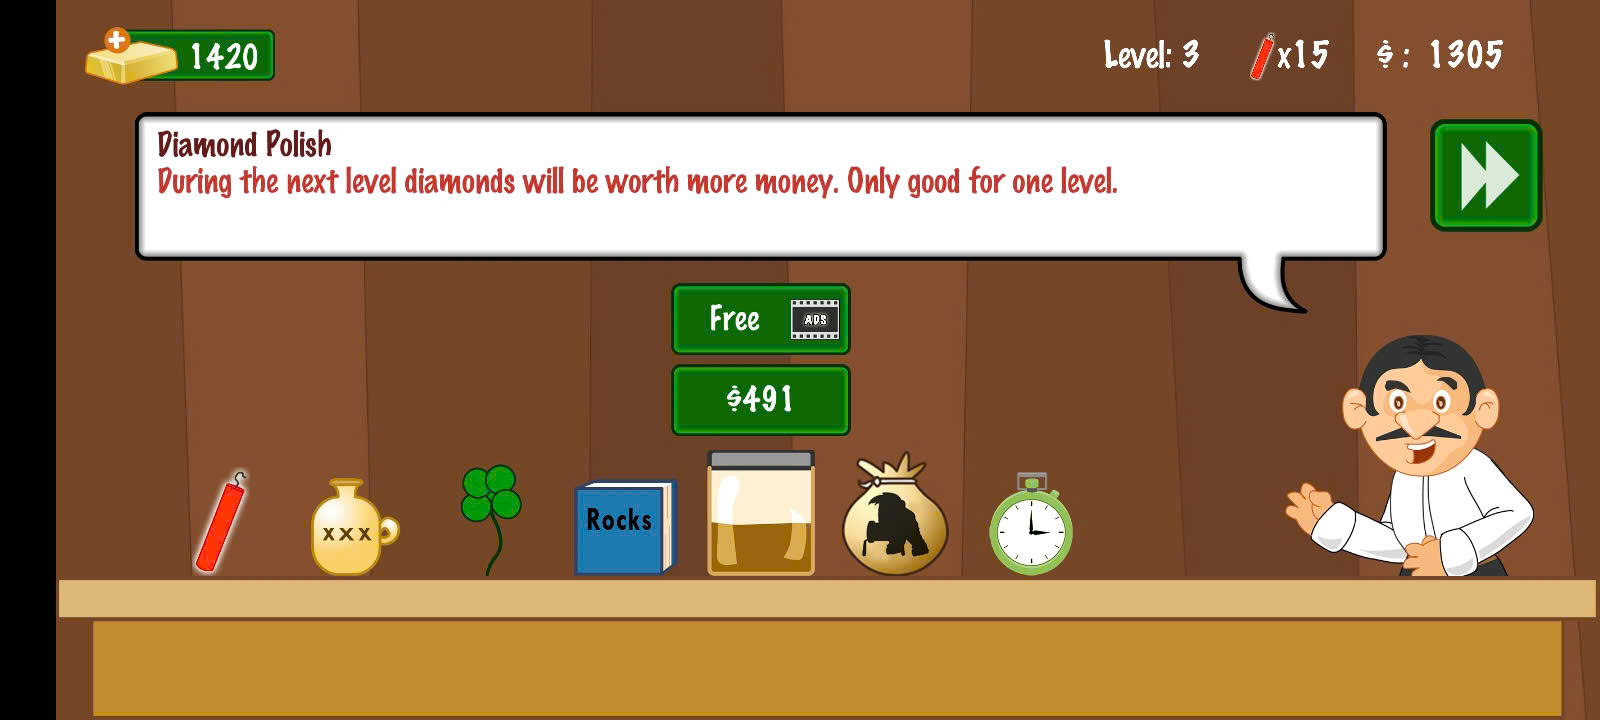 1420
Level: 3
x15
$ : 1305
Diamond Polish
During the next level diamonds will be worth more money. Only good for one level.
Free
ADS
$491
xxx
Rocks